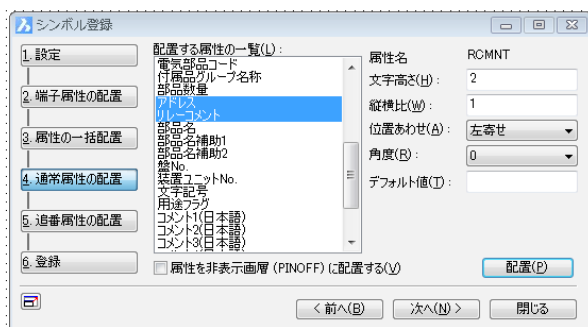 シンボル登録
1. 設定
2. 端子属性の配置
3. 属性の一括配置
4. 通常属性の配置
5. 追番属性の配置
6. 登録
配置する属性の一覧(L) :
電気部品コード
付属品グループ名称
部品数量
アドレス
リレーコメント
部品名
部品名補助1
部品名補助2
盤No.
装置ユニットNo.
文字記号
用途フラグ
コメント1(日本語)
コメント2(日本語)
コメント3(日本語)
属性を非表示画層 (PINOFF) に配置する(V)
属性名 RCMNT
文字高さ(H) : 2
縦横比(W) : 1
位置あわせ(A) : 左寄せ
角度(R) : 0
デフォルト値(T) :
配置(P)
< 前へ(B)
次へ(N) >
閉じる